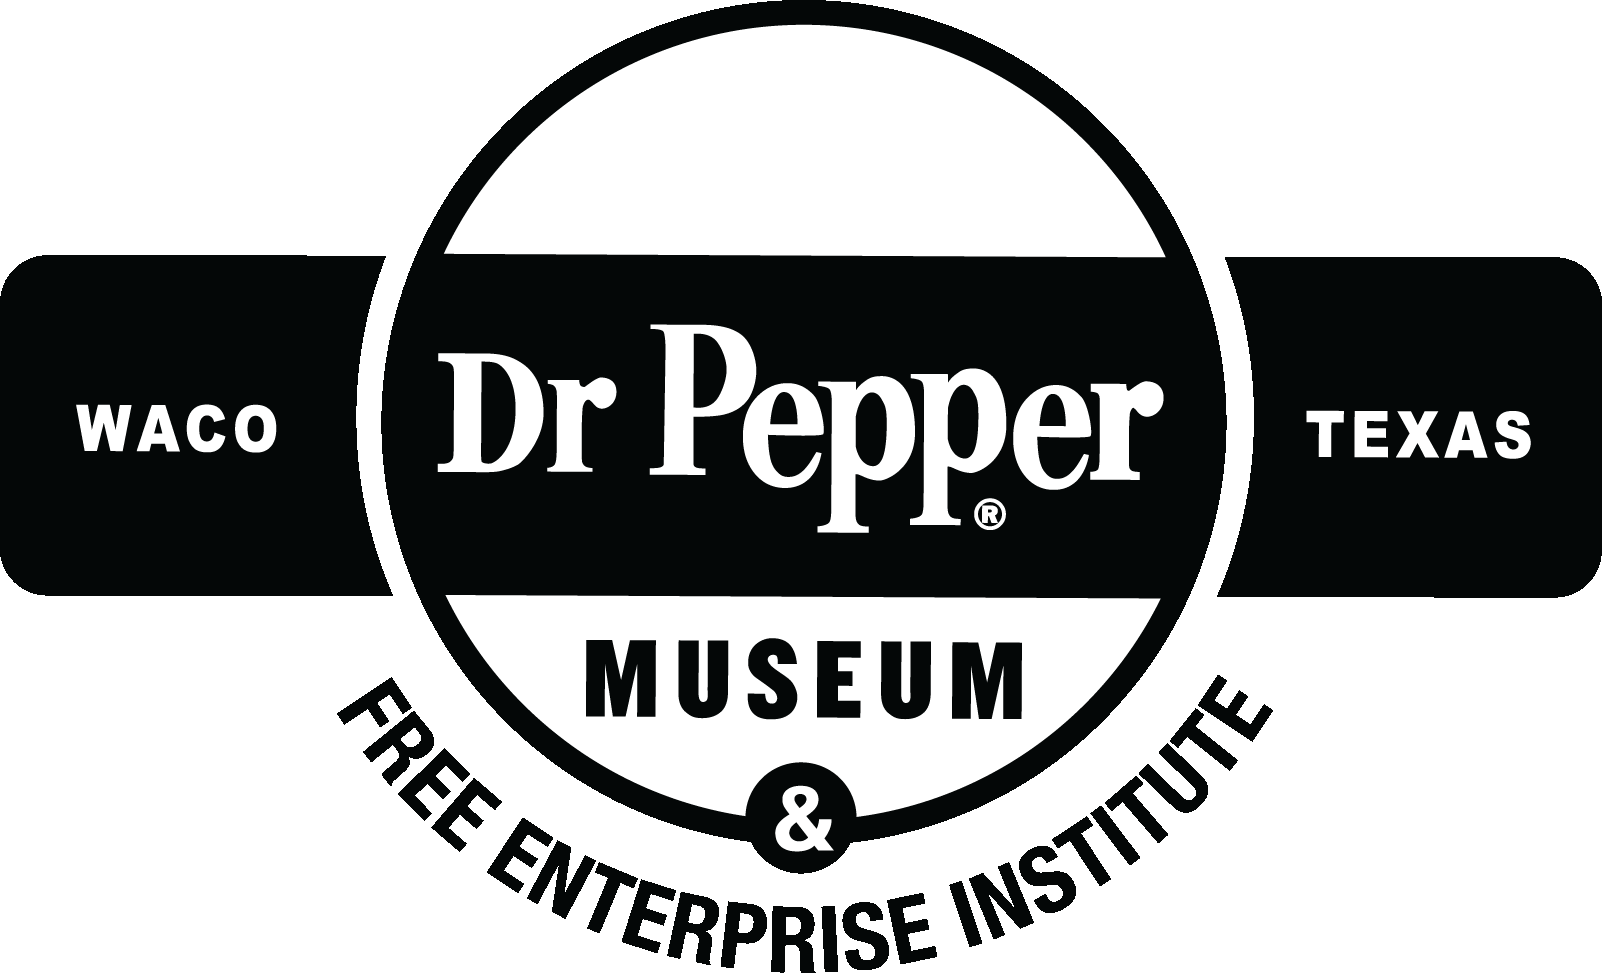 WACO
Dr Pepper®
TEXAS
MUSEUM
&
FREE ENTERPRISE INSTITUTE